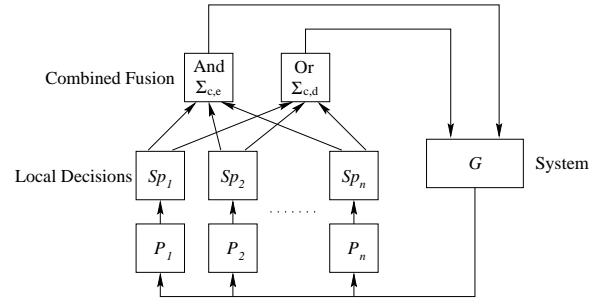 Combined Fusion
And
Σc,e
Or
Σc,d
Local Decisions
Sp1
Sp2
Spn
G
System
.......
P1
P2
Pn